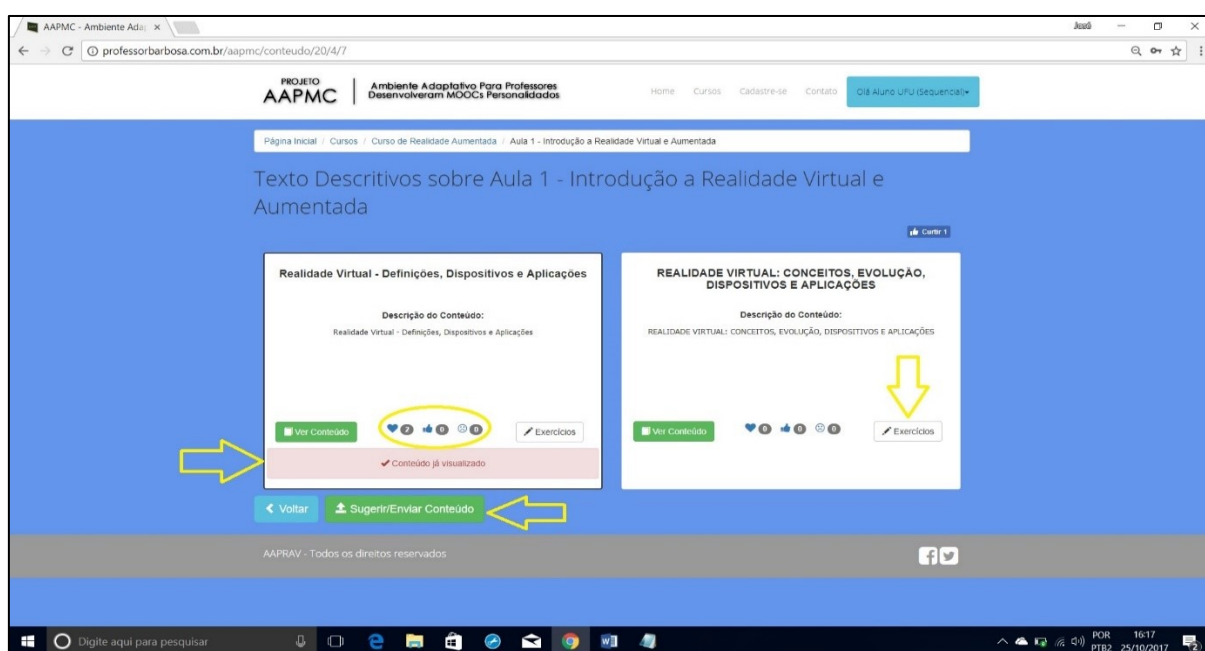 AAPMC - Ambiente Ada
Jeudi
professorbarbosa.com.br/aapmc/conteudo/20/4/7
PROJETO
AAPMC
Ambiente Adaptativo Para Professores
Desenvolveram MOOCs Personalidados
Home Cursos Cadastre-se Contato Olá Aluno UFU (Sequencial)
Página Inicial / Cursos / Curso de Realidade Aumentada / Aula 1 - Introdução a Realidade Virtual e Aumentada
Texto Descritivos sobre Aula 1 - Introdução a Realidade Virtual e
Aumentada
Curtir 1
Realidade Virtual - Definições, Dispositivos e Aplicações
Descrição do Conteúdo:
Realidade Virtual - Definições, Dispositivos e Aplicações
Ver Conteúdo 2 0 0 Exercícios
Conteúdo já visualizado
REALIDADE VIRTUAL: CONCEITOS, EVOLUÇÃO,
DISPOSITIVOS E APLICAÇÕES
Descrição do Conteúdo:
REALIDADE VIRTUAL: CONCEITOS, EVOLUÇÃO, DISPOSITIVOS E APLICAÇÕES
Ver Conteúdo 0 0 0 Exercícios
Voltar Sugerir/Enviar Conteúdo
AAPRAV - Todos os direitos reservados
Digite aqui para pesquisar
POR 16:17
PTB2 25/10/2017